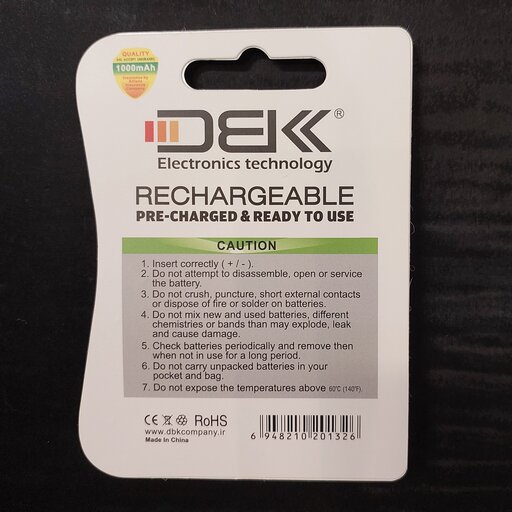 QUALITY
1000mAh
DBK®
Electronics technology
RECHARGEABLE
PRE-CHARGED & READY TO USE
CAUTION
1. Insert correctly ( + / - ).
2. Do not attempt to disassemble, open or service
the battery.
3. Do not crush, puncture, short external contacts
or dispose of fire or solder on batteries.
4. Do not mix new and used batteries, different
chemistries or bands than may explode, leak
and cause damage.
5. Check batteries periodically and remove then
when not in use for a long period.
6. Do not carry unpacked batteries in your
pocket and bag.
7. Do not expose the temperatures above 60°C (140°F).
CE RoHS
www.dbkcompany.ir
Made In China
6 948210 201326